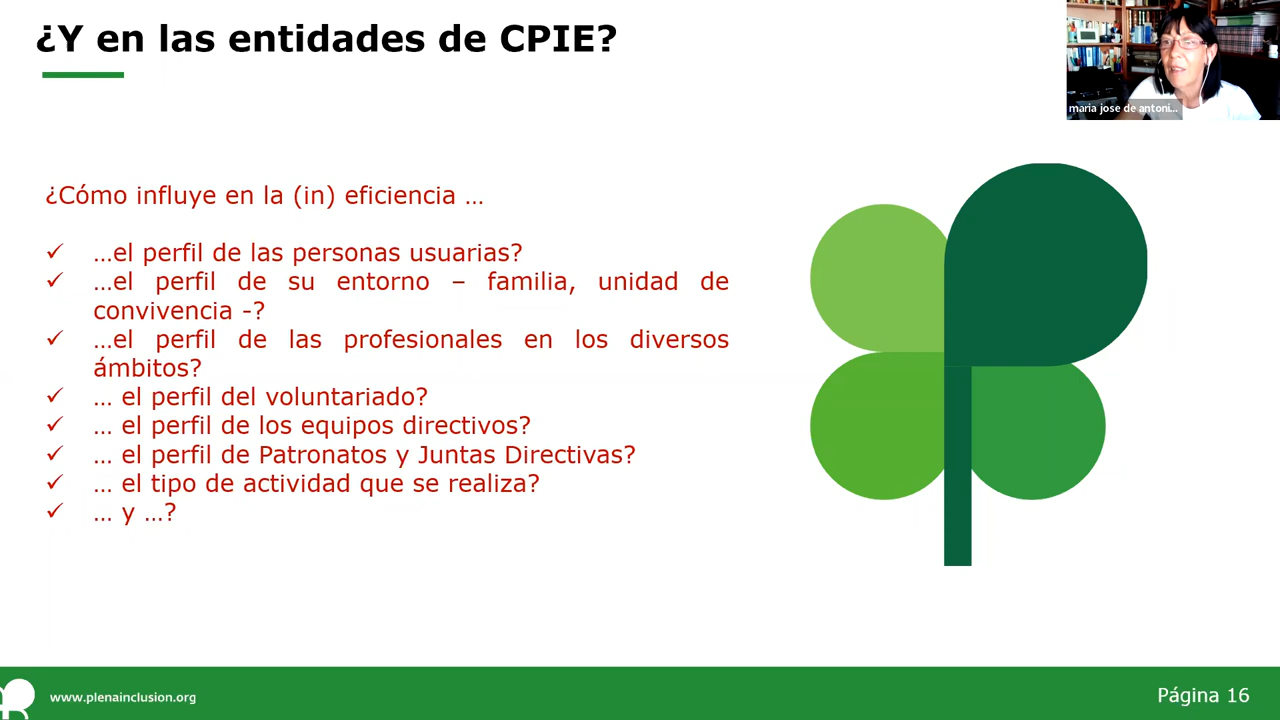 ¿Y en las entidades de CPIE?
maria jose de antoni...
¿Cómo influye en la (in) eficiencia …
✓ …el perfil de las personas usuarias?
✓ …el perfil de su entorno – familia, unidad de
convivencia -?
✓ …el perfil de las profesionales en los diversos
ámbitos?
✓ … el perfil del voluntariado?
✓ … el perfil de los equipos directivos?
✓ … el perfil de Patronatos y Juntas Directivas?
✓ … el tipo de actividad que se realiza?
✓ … y …?
www.plenainclusion.org
Página 16